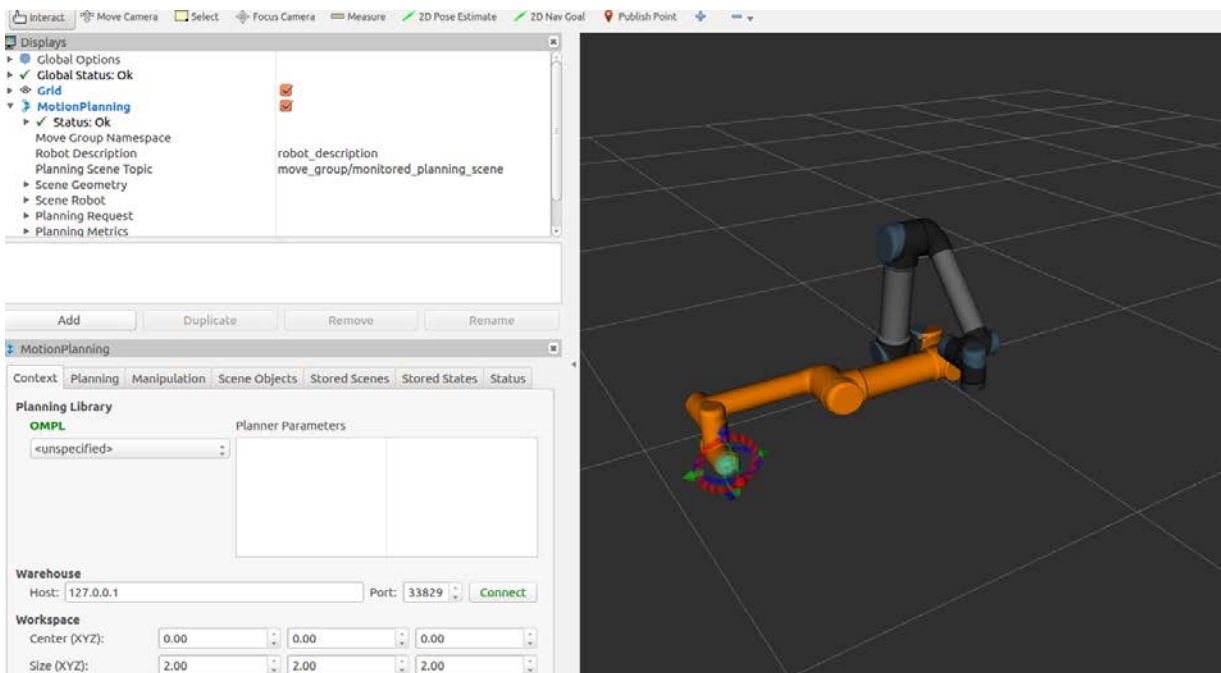 Interact Move Camera Select Focus Camera Measure 2D Pose Estimate 2D Nav Goal Publish Point
Displays
Global Options
Global Status: Ok
Grid
MotionPlanning
Status: Ok
Move Group Namespace
Robot Description robot_description
Planning Scene Topic move_group/monitored_planning_scene
Scene Geometry
Scene Robot
Planning Request
Planning Metrics
Add Duplicate Remove Rename
MotionPlanning
Context Planning Manipulation Scene Objects Stored Scenes Stored States Status
Planning Library
OMPL Planner Parameters
<unspecified>
Warehouse
Host: 127.0.0.1 Port: 33829 Connect
Workspace
Center (XYZ): 0.00 0.00 0.00
Size (XYZ): 2.00 2.00 2.00